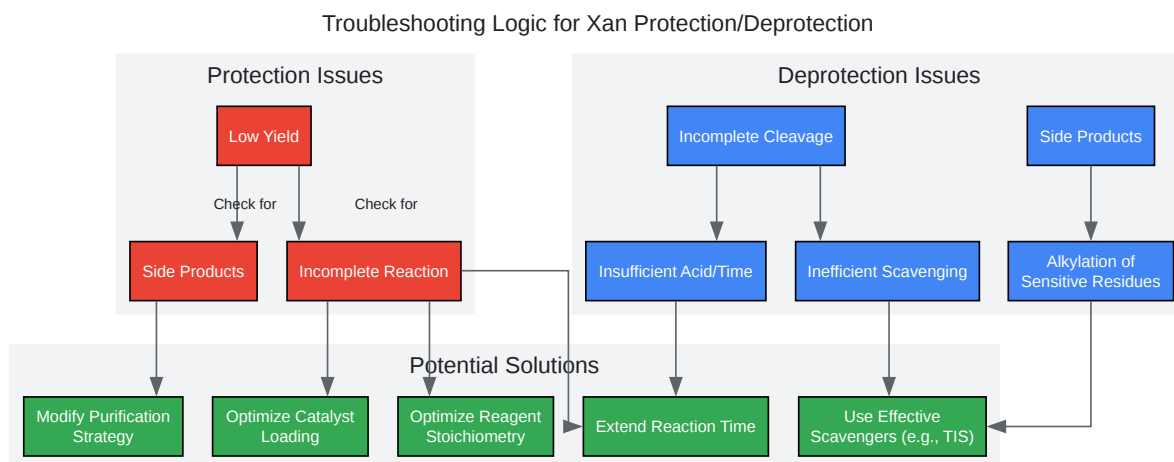 Troubleshooting Logic for Xan Protection/Deprotection
Protection Issues
Deprotection Issues
Low Yield
Incomplete Cleavage
Side Products
Check for
Check for
Side Products
Incomplete Reaction
Insufficient Acid/Time
Inefficient Scavenging
Alkylation of
Sensitive Residues
Potential Solutions
Modify Purification
Strategy
Optimize Catalyst
Loading
Optimize Reagent
Stoichiometry
Extend Reaction Time
Use Effective
Scavengers (e.g., TIS)